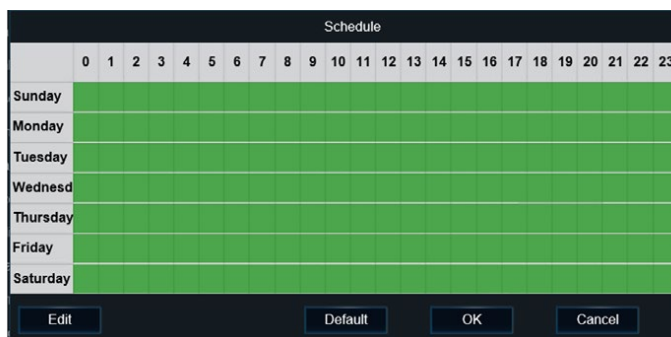 Schedule
0 1 2 3 4 5 6 7 8 9 10 11 12 13 14 15 16 17 18 19 20 21 22 23
Sunday
Monday
Tuesday
Wednesd
Thursday
Friday
Saturday
Edit Default OK Cancel